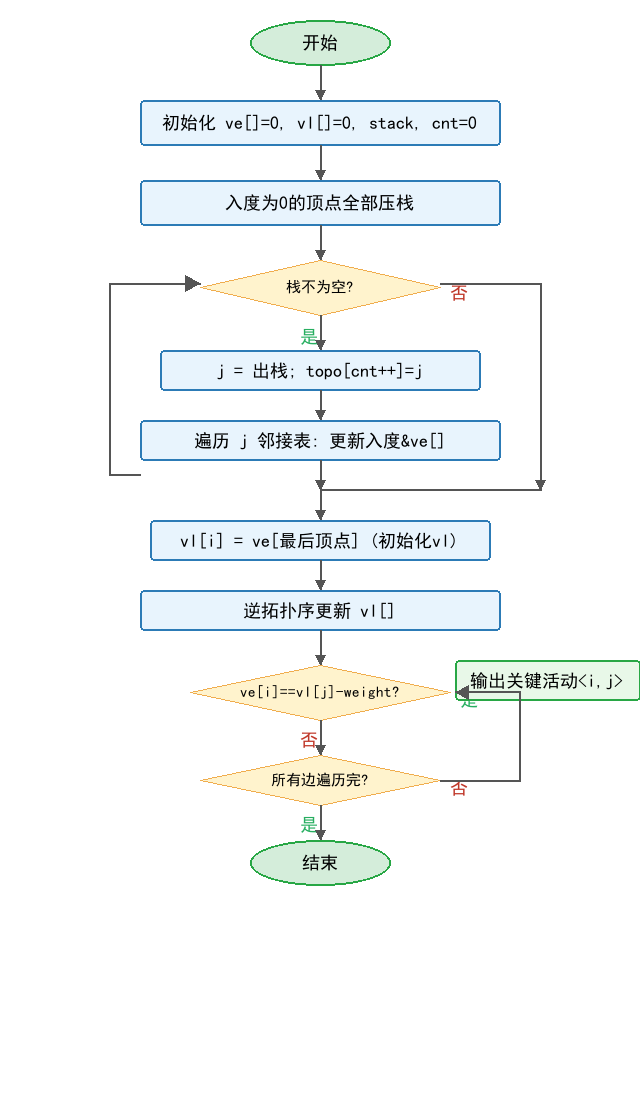 开始
初始化 ve[]=0, vl[]=0, stack, cnt=0
入度为0的顶点全部压栈
栈不为空?
否
是
j = 出栈; topo[cnt++]=j
遍历 j 邻接表: 更新入度&ve[]
vl[i] = ve[最后顶点] (初始化vl)
逆拓扑序更新 vl[]
输出关键活动<i,j>
ve[i]==vl[j]-weight?
是
否
所有边遍历完?
否
是
结束